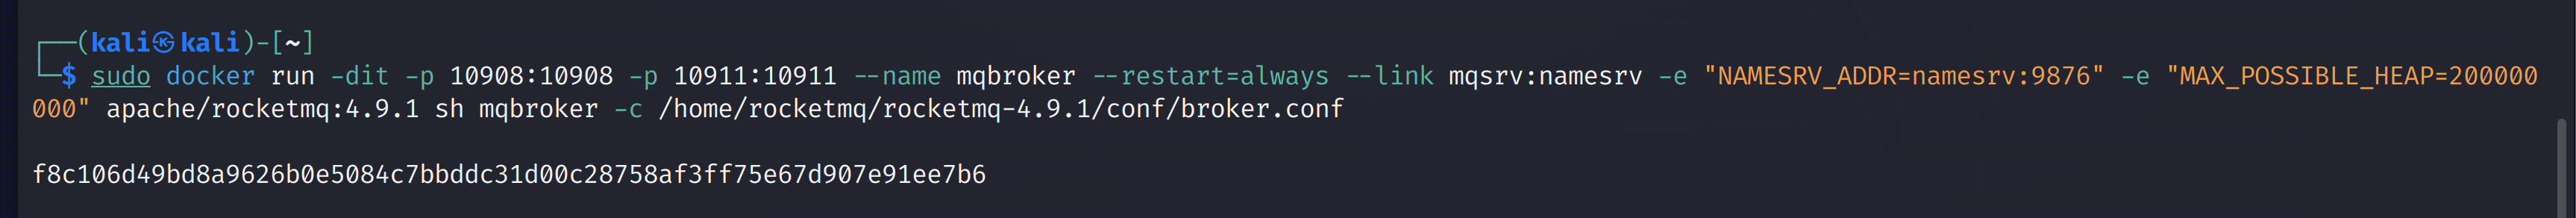 ┌──(kali㉿kali)-[~]
└─$ sudo docker run -dit -p 10908:10908 -p 10911:10911 --name mqbroker --restart=always --link mqsrv:namesrv -e "NAMESRV_ADDR=namesrv:9876" -e "MAX_POSSIBLE_HEAP=200000
000" apache/rocketmq:4.9.1 sh mqbroker -c /home/rocketmq/rocketmq-4.9.1/conf/broker.conf
f8c106d49bd8a9626b0e5084c7bbddc31d00c28758af3ff75e67d907e91ee7b6